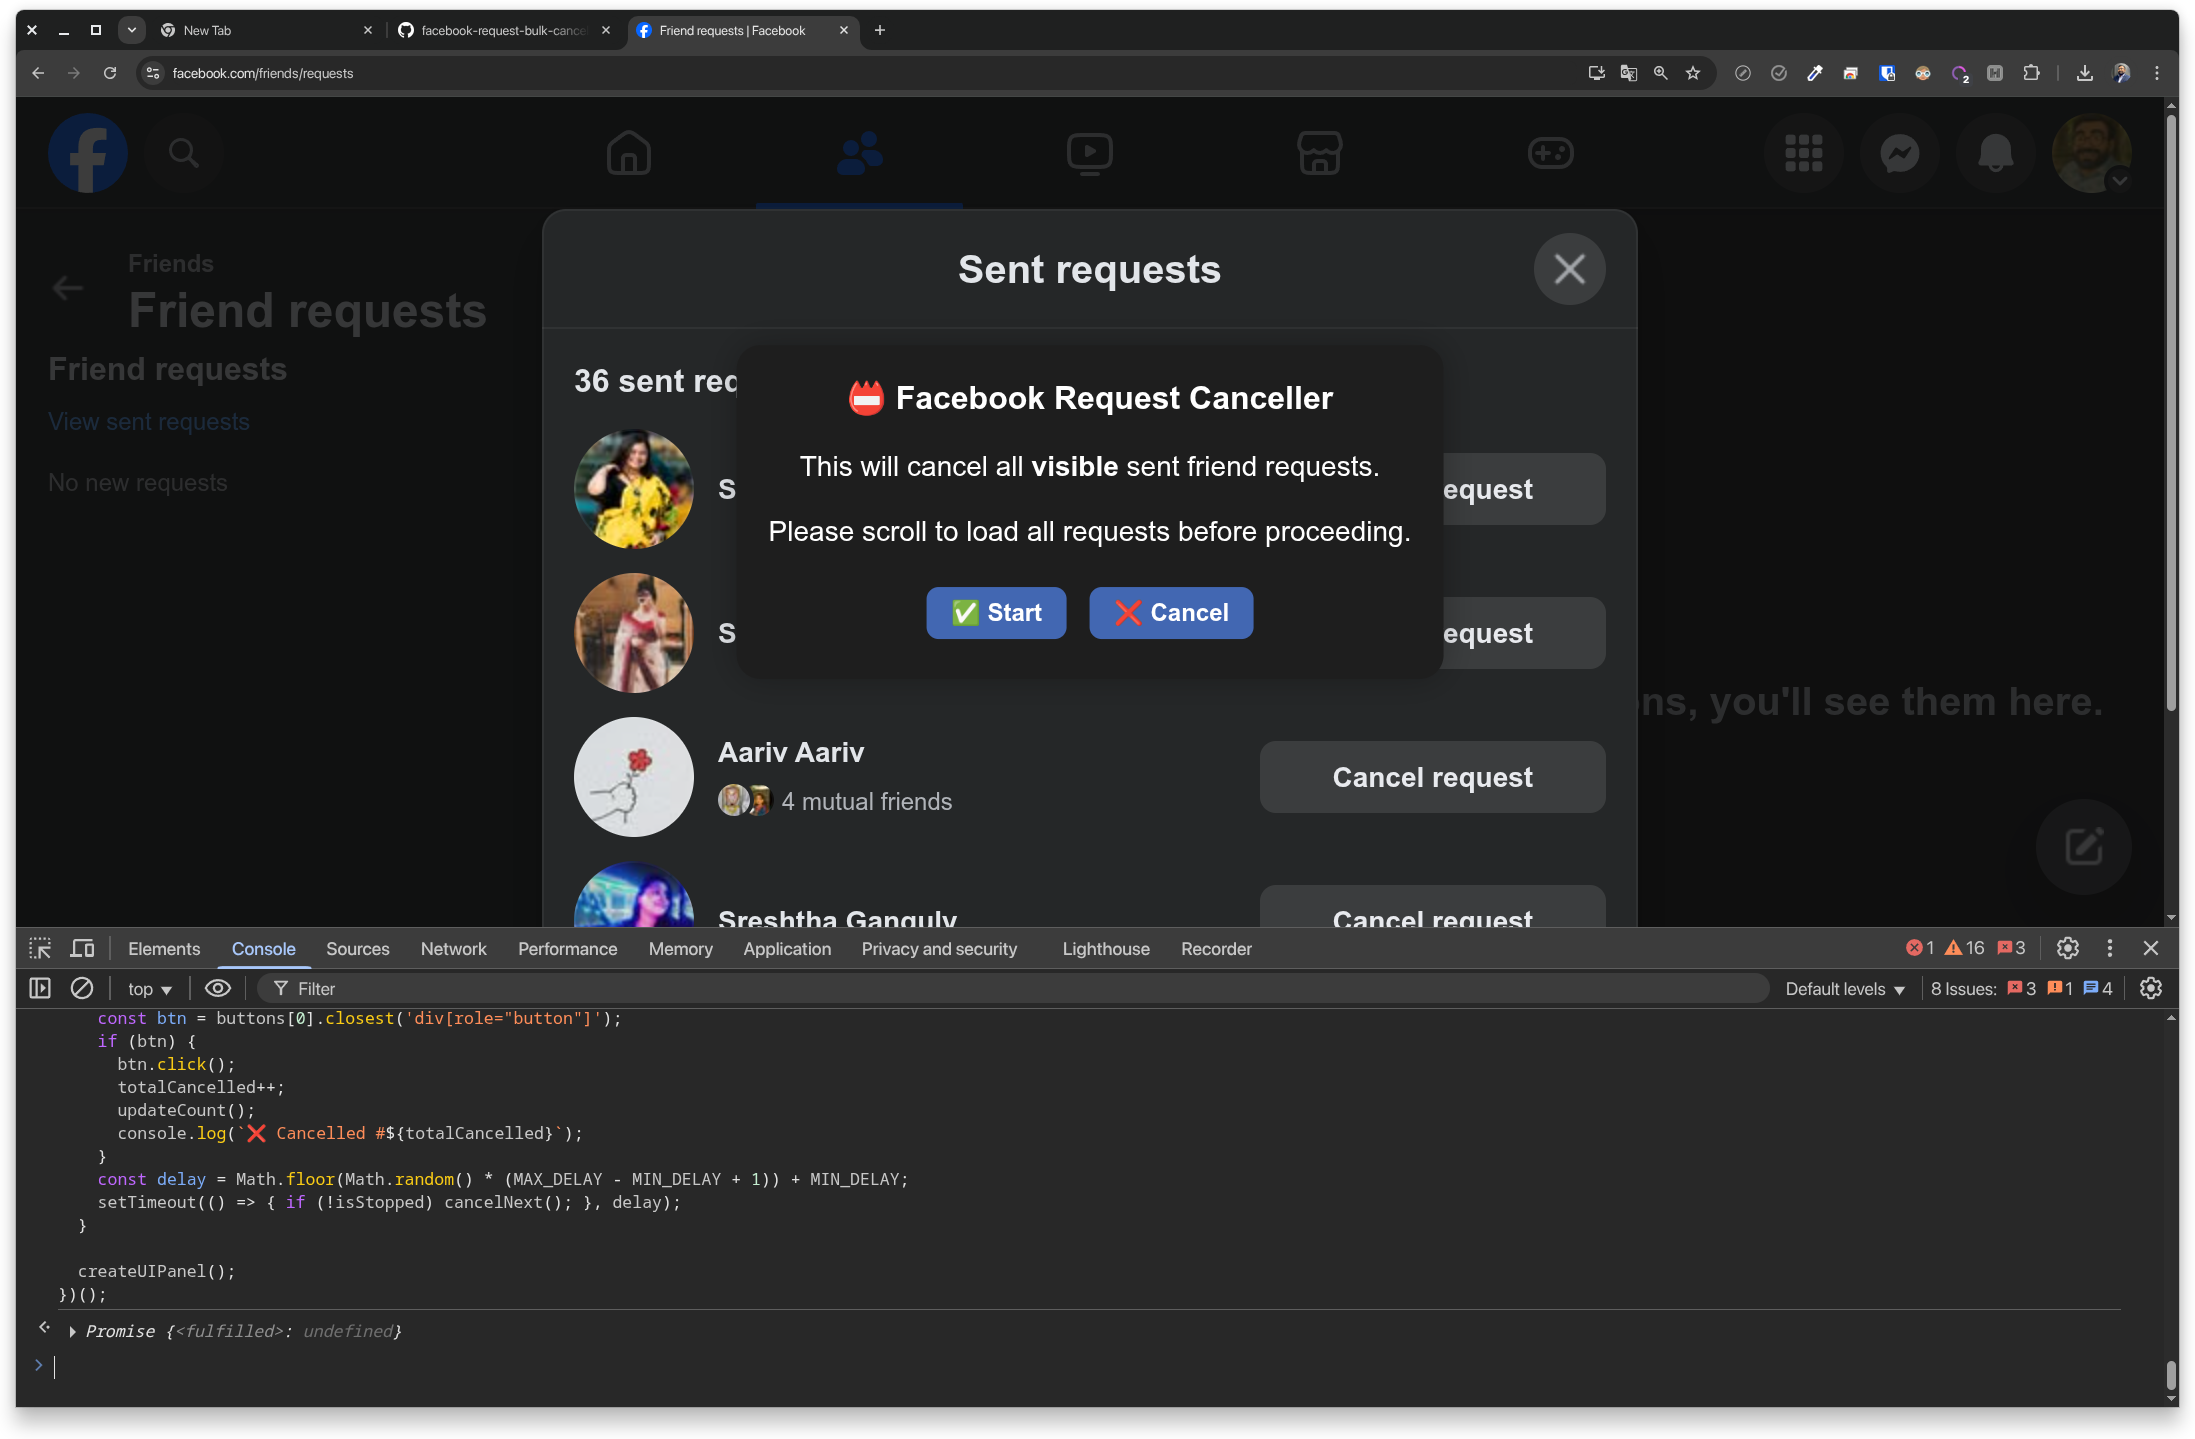 New Tab
facebook-request-bulk-cance
Friend requests | Facebook
facebook.com/friends/requests
2
Friends
Friend requests
Friend requests
View sent requests
No new requests
Sent requests
36 sent req
📛 Facebook Request Canceller
This will cancel all visible sent friend requests.
Please scroll to load all requests before proceeding.
✅ Start
❌ Cancel
S
equest
S
equest
Aariv Aariv
4 mutual friends
Cancel request
Sreshtha Ganguly
Cancel request
ns, you'll see them here.
Elements Console Sources Network Performance Memory Application Privacy and security Lighthouse Recorder
1 16 3
top
Filter
Default levels
8 Issues: 3 1 4
const btn = buttons[0].closest('div[role="button"]');
if (btn) {
btn.click();
totalCancelled++;
updateCount();
console.log(`❌ Cancelled #${totalCancelled}`);
}
const delay = Math.floor(Math.random() * (MAX_DELAY - MIN_DELAY + 1)) + MIN_DELAY;
setTimeout(() => { if (!isStopped) cancelNext(); }, delay);
}
createUIPanel();
})();
Promise {<fulfilled>: undefined}